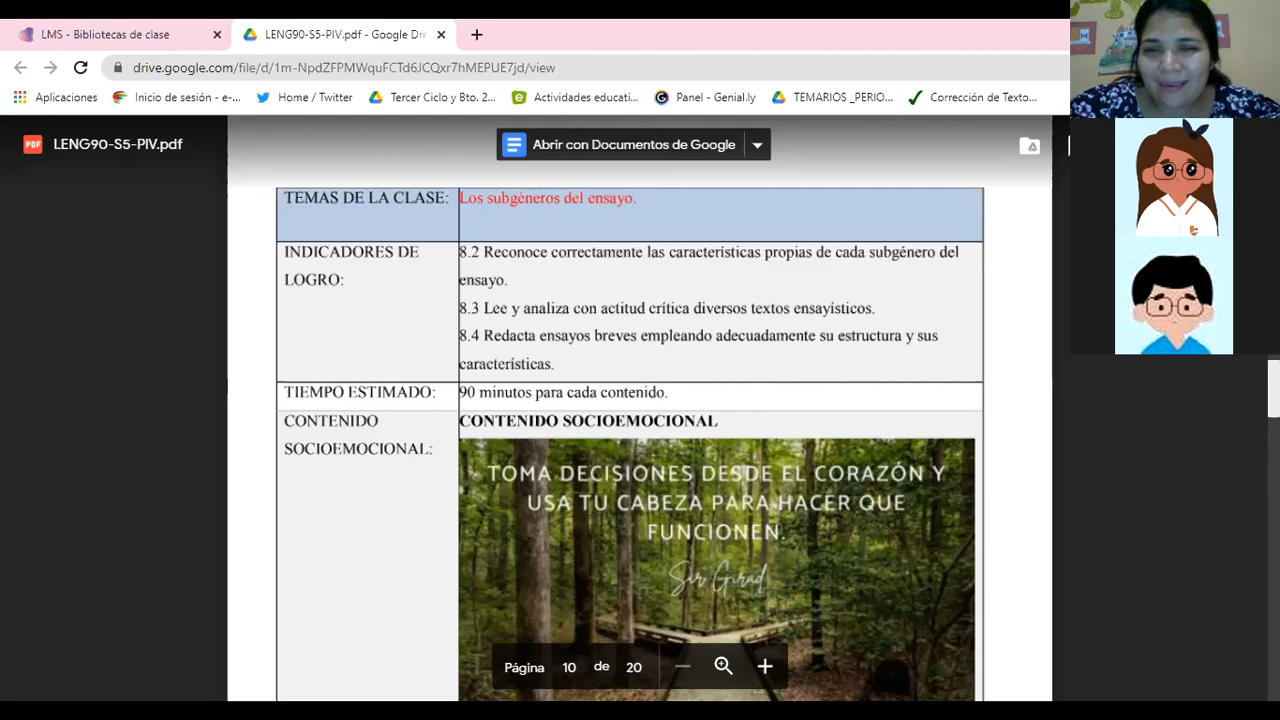 LMS - Bibliotecas de clase
LENG90-S5-PIV.pdf - Google Dri
drive.google.com/file/d/1m-NpdZFPMWquFCTd6JCQxr7hMEPUE7jd/view
Aplicaciones
Inicio de sesión - e-...
Home / Twitter
Tercer Ciclo y Bto. 2...
Actividades educati...
Panel - Genial.ly
TEMARIOS _PERIO...
Corrección de Texto...
PDF
LENG90-S5-PIV.pdf
Abrir con Documentos de Google
TEMAS DE LA CLASE:
Los subgéneros del ensayo.
INDICADORES DE
LOGRO:
8.2 Reconoce correctamente las características propias de cada subgénero del
ensayo.
8.3 Lee y analiza con actitud crítica diversos textos ensayísticos.
8.4 Redacta ensayos breves empleando adecuadamente su estructura y sus
características.
TIEMPO ESTIMADO:
90 minutos para cada contenido.
CONTENIDO
SOCIOEMOCIONAL:
CONTENIDO SOCIOEMOCIONAL
TOMA DECISIONES DESDE EL CORAZÓN Y
USA TU CABEZA PARA HACER QUE
FUNCIONEN.
Sir Girad
Página 10 de 20